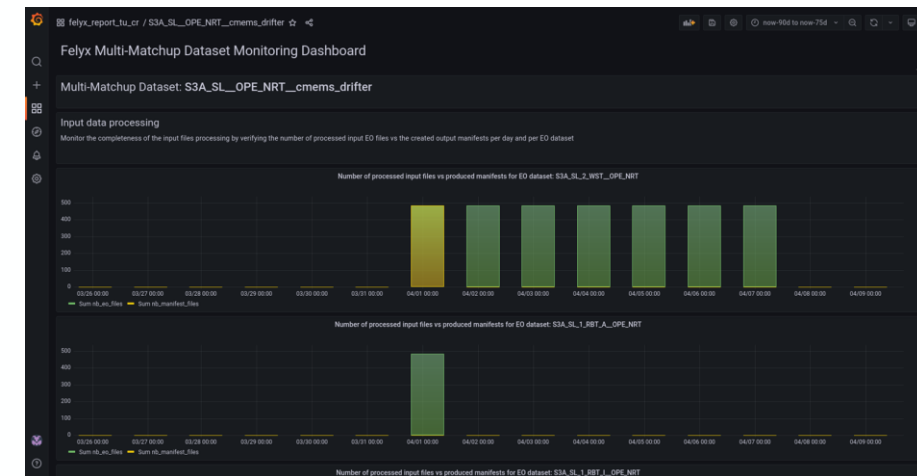 felyx_report_tu_cr / S3A_SL__OPE_NRT__cmems_drifter
now-90d to now-75d
Felyx Multi-Matchup Dataset Monitoring Dashboard
Multi-Matchup Dataset: S3A_SL__OPE_NRT__cmems_drifter
Input data processing
Monitor the completeness of the input files processing by verifying the number of processed input EO files vs the created output manifests per day and per EO dataset
Number of processed input files vs produced manifests for EO dataset: S3A_SL_2_WST__OPE_NRT
500
400
300
200
100
0
03/26 00:00 03/27 00:00 03/28 00:00 03/29 00:00 03/30 00:00 03/31 00:00 04/01 00:00 04/02 00:00 04/03 00:00 04/04 00:00 04/05 00:00 04/06 00:00 04/07 00:00 04/08 00:00 04/09 00:00
Sum nb_eo_files Sum nb_manifest_files
Number of processed input files vs produced manifests for EO dataset: S3A_SL_1_RBT_A__OPE_NRT
500
400
300
200
100
0
03/26 00:00 03/27 00:00 03/28 00:00 03/29 00:00 03/30 00:00 03/31 00:00 04/01 00:00 04/02 00:00 04/03 00:00 04/04 00:00 04/05 00:00 04/06 00:00 04/07 00:00 04/08 00:00 04/09 00:00
Sum nb_eo_files Sum nb_manifest_files
Number of processed input files vs produced manifests for EO dataset: S3A_SL_1_RBT_I__OPE_NRT